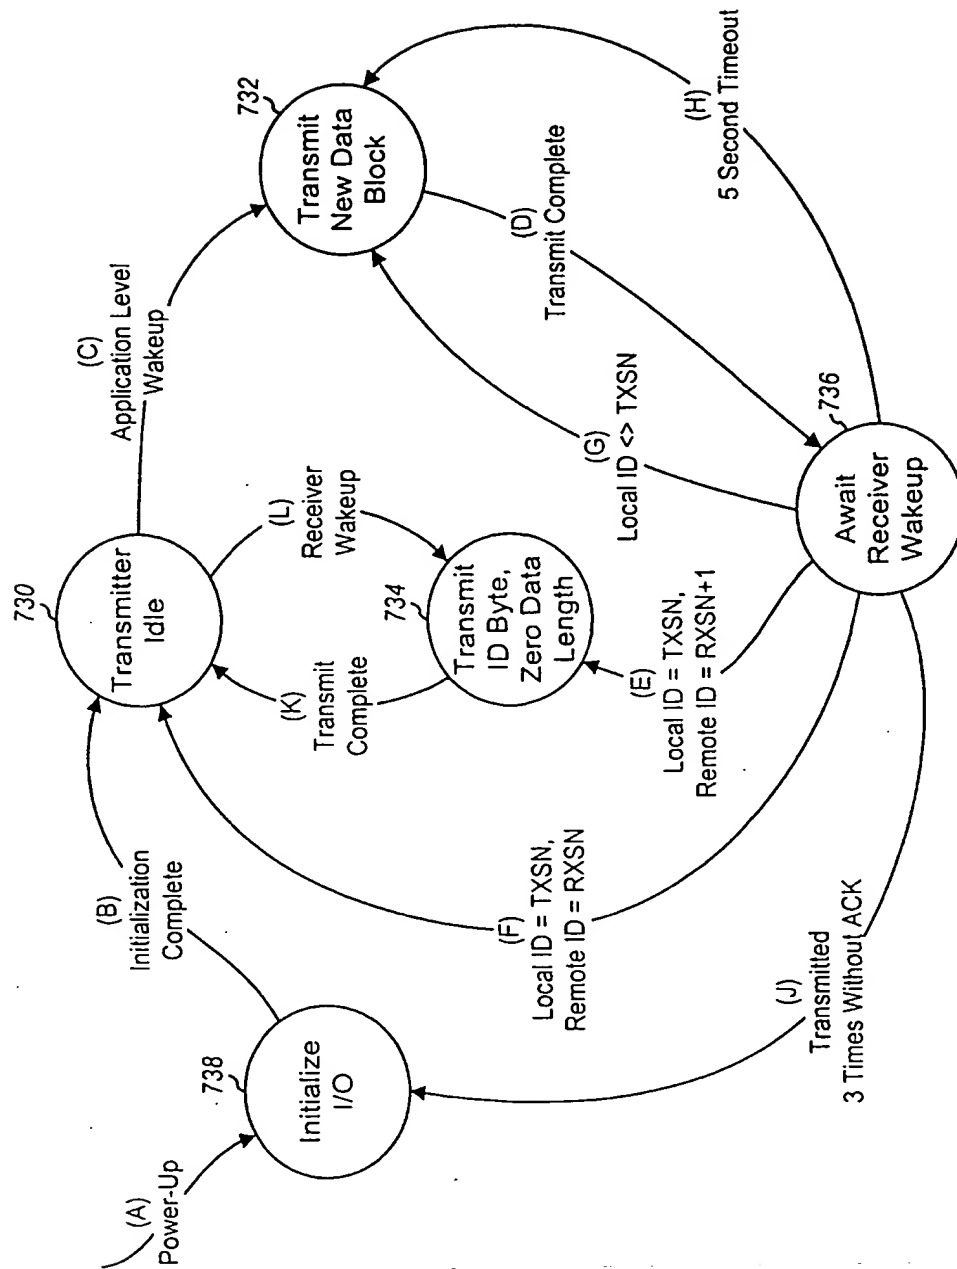 (A)
Power-Up
738
Initialize
I/O
(B)
Initialization
Complete
730
Transmitter
Idle
(C)
Application Level
Wakeup
732
Transmit
New Data
Block
(L)
Receiver
Wakeup
734
Transmit
ID Byte,
Zero Data
Length
(K)
Transmit
Complete
(D)
Transmit Complete
(H)
5 Second Timeout
(G)
Local ID <> TXSN
(E)
Local ID = TXSN,
Remote ID = RXSN+1
(F)
Local ID = TXSN,
Remote ID = RXSN
736
Await
Receiver
Wakeup
(J)
Transmitted
3 Times Without ACK